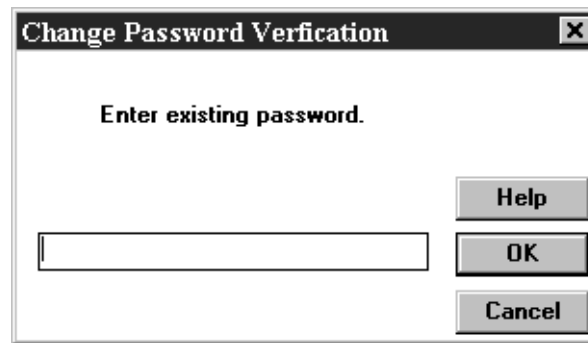 Change Password Verfication
Enter existing password.
Help
OK
Cancel